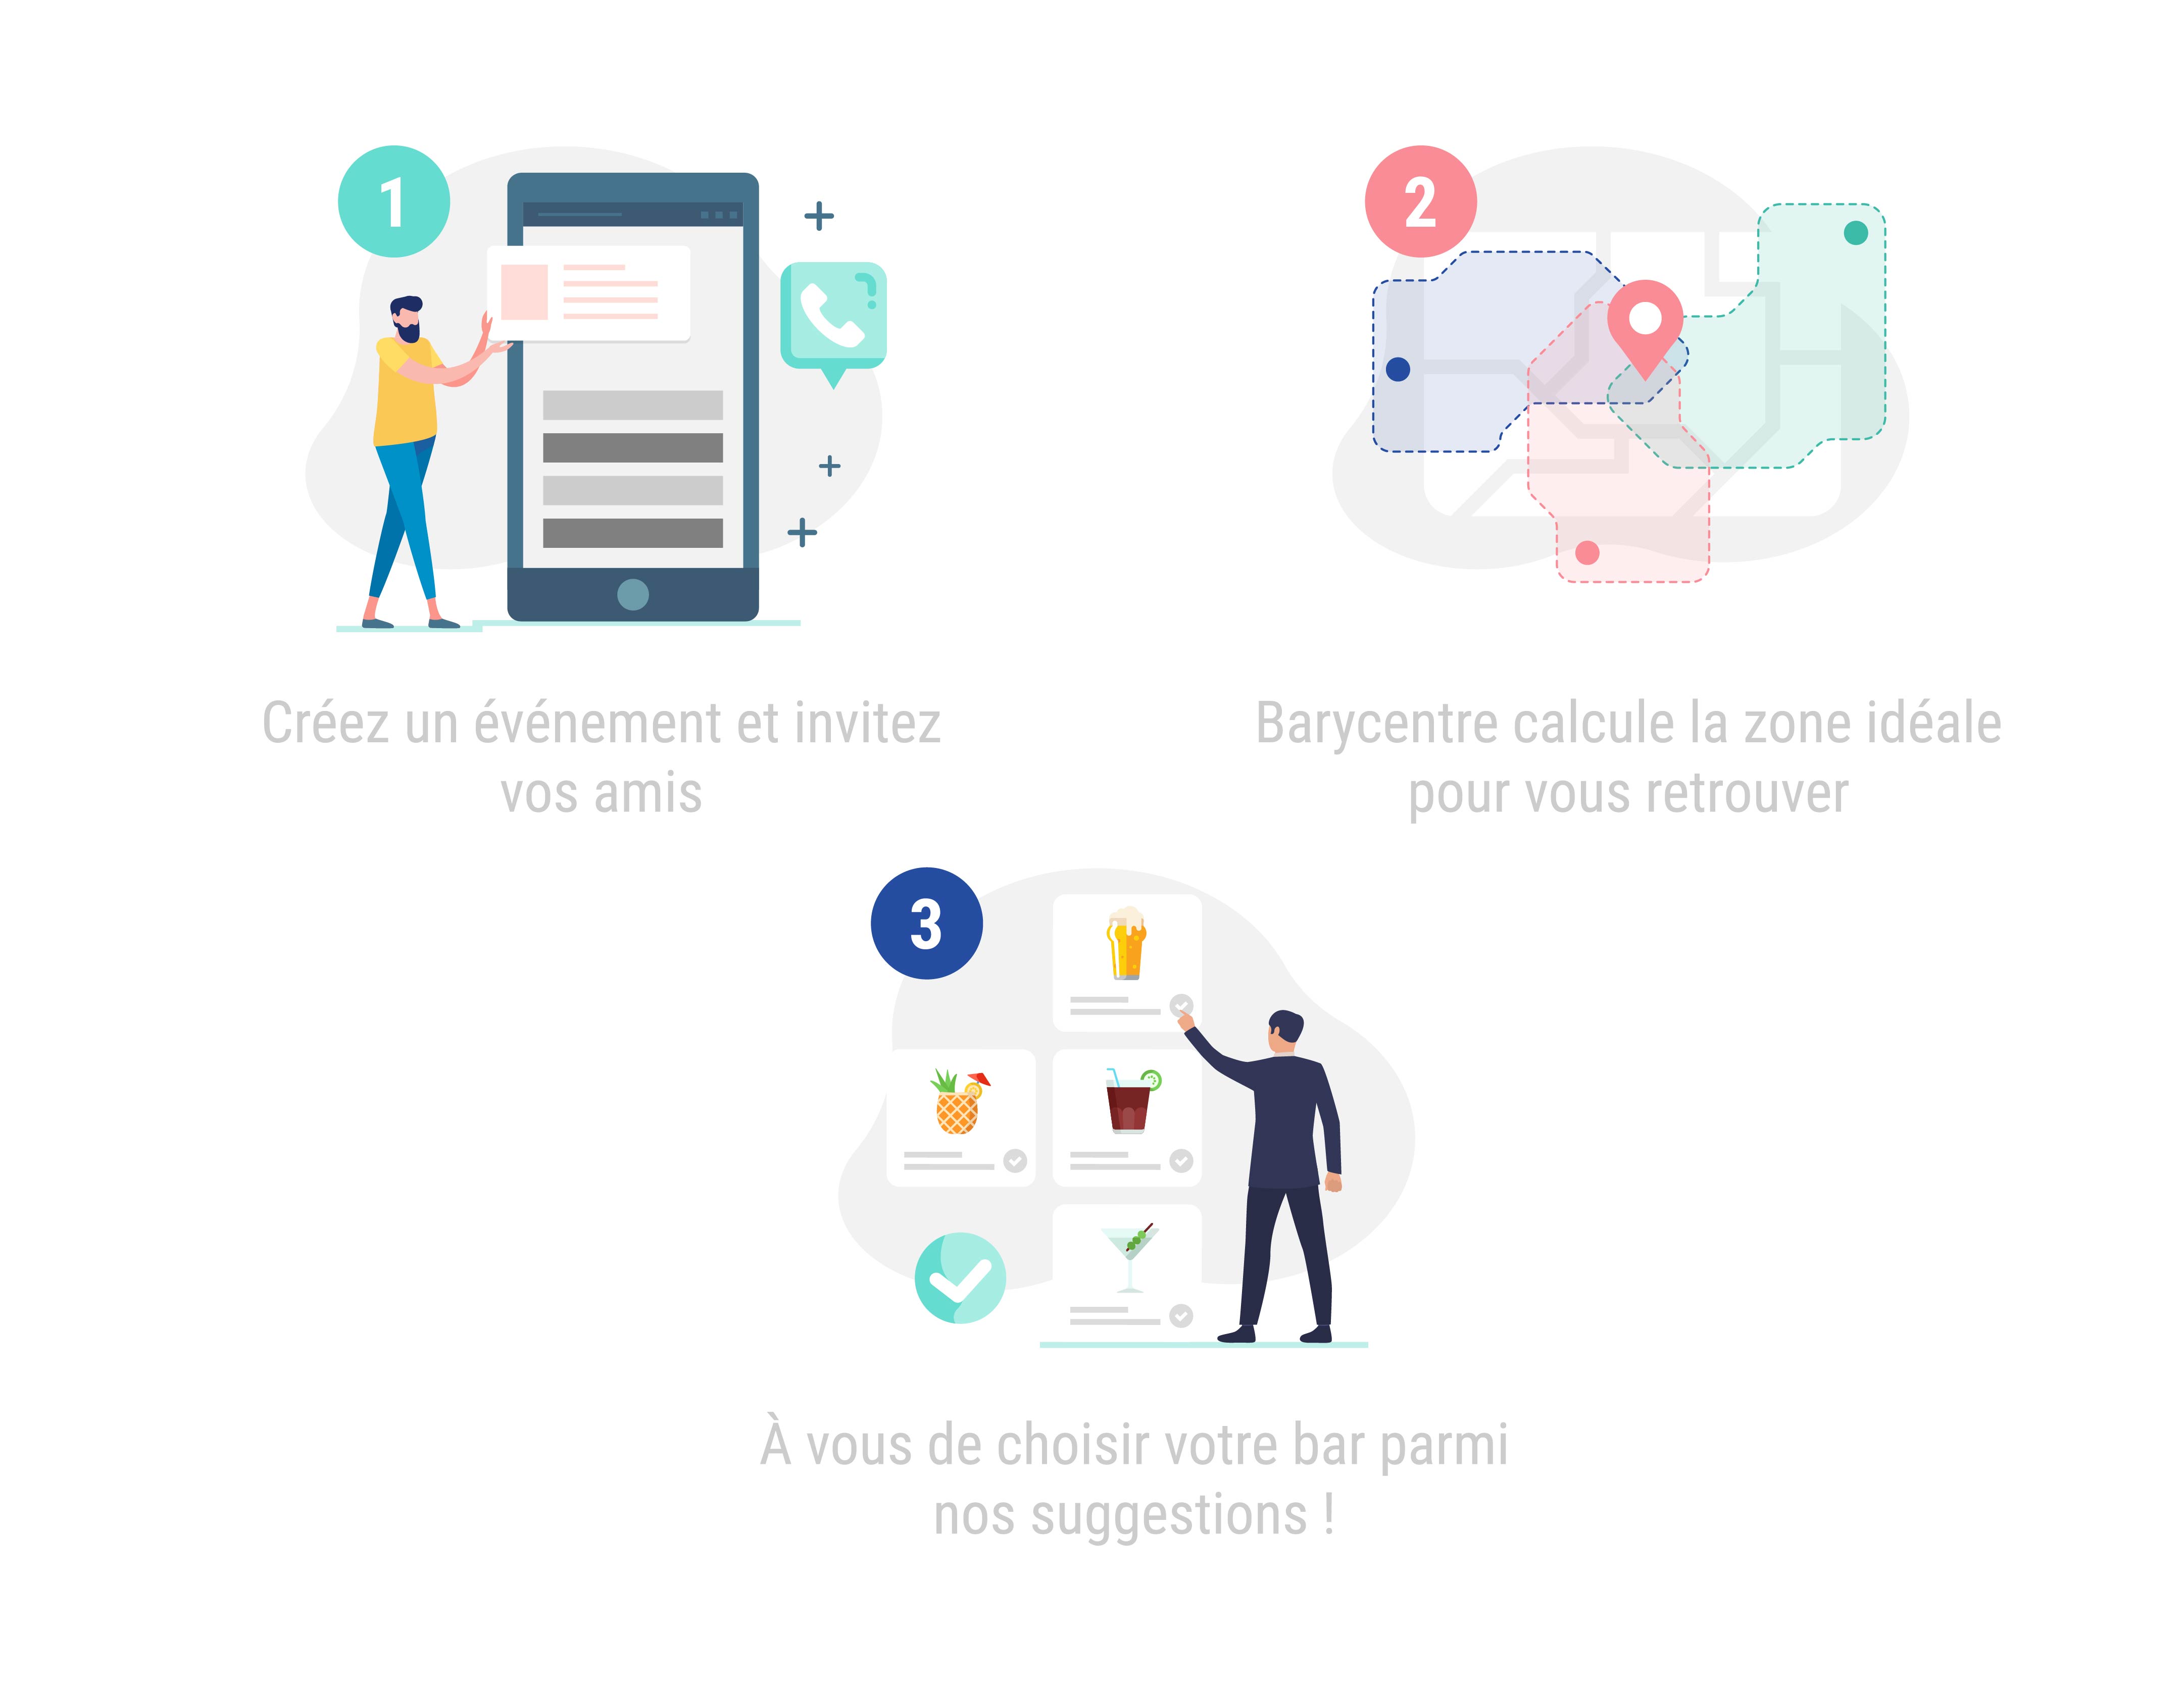 1
Créez un événement et invitez
vos amis
2
Barycentre calcule la zone idéale
pour vous retrouver
3
À vous de choisir votre bar parmi
nos suggestions !